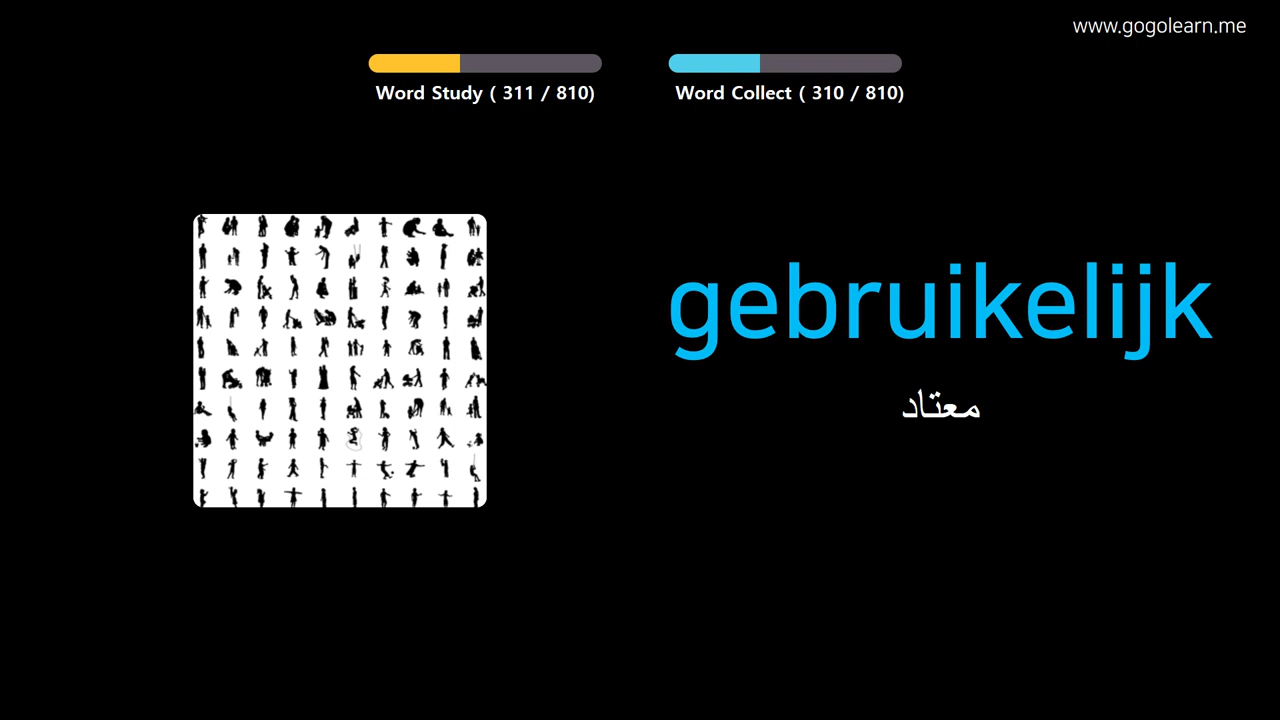 www.gogolearn.me
Word Study ( 311 / 810)
Word Collect ( 310 / 810)
gebruikelijk
معتاد